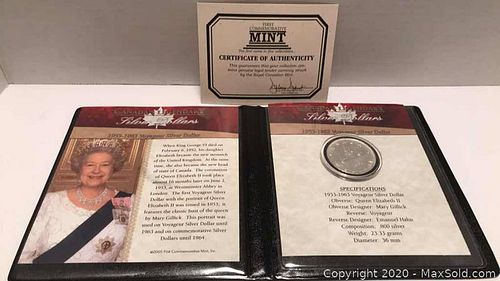 FIRST
COMMEMORATIVE
MINT
CERTIFICATE OF AUTHENTICITY
This guarantees that your collection con-
tains genuine legal tender currency struck
by the Royal Canadian Mint
Silver Dollars
1953-1963 Voyageur Silver Dollar
When King George VI died on
February 6, 1952, his daughter
Elizabeth became the new monarch of
the United Kingdom. At the same
time, she also became the new head
of state of Canada. The coronation
of Queen Elizabeth II took place
almost 16 months later on June 2,
1953, in Westminster Abbey in
London. The first Voyageur Silver
Dollar with the portrait of Queen
Elizabeth II was issued in 1953, it
features the classic bust of the queen
by Mary Gillick. This portrait was
used on Voyageur Silver Dollar until
1963 and on commemorative Silver
Dollar until 1964.
©2005 First Commemorative Mint, Inc.
Silver Dollars
1953-1963 Voyageur Silver Dollar
SPECIFICATIONS
1953-1963 Voyageur Silver Dollar
Obverse: Queen Elizabeth II
Obverse Designer: Mary Gillick
Reverse: Voyageur
Reverse Designer: Emanuel Hahn
Composition: .800 silver
Weight: 23.33 grams
Diameter: 36 mm
Copyright © 2020 - MaxSold.com